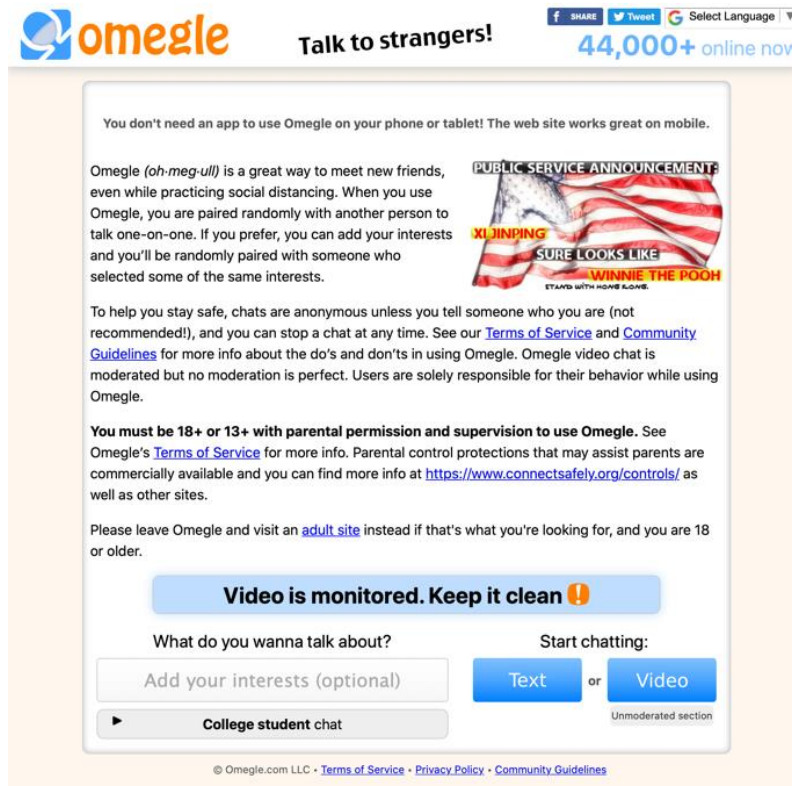 omegle
Talk to strangers!
f SHARE
Tweet
G Select Language
44,000+ online now
You don't need an app to use Omegle on your phone or tablet! The web site works great on mobile.
Omegle (oh·meg·ull) is a great way to meet new friends,
even while practicing social distancing. When you use
Omegle, you are paired randomly with another person to
talk one-on-one. If you prefer, you can add your interests
and you'll be randomly paired with someone who
selected some of the same interests.
PUBLIC SERVICE ANNOUNCEMENT:
XI JINPING
SURE LOOKS LIKE
WINNIE THE POOH
STAND WITH HONG KONG.
To help you stay safe, chats are anonymous unless you tell someone who you are (not
recommended!), and you can stop a chat at any time. See our Terms of Service and Community
Guidelines for more info about the do's and don'ts in using Omegle. Omegle video chat is
moderated but no moderation is perfect. Users are solely responsible for their behavior while using
Omegle.
You must be 18+ or 13+ with parental permission and supervision to use Omegle. See
Omegle's Terms of Service for more info. Parental control protections that may assist parents are
commercially available and you can find more info at https://www.connectsafely.org/controls/ as
well as other sites.
Please leave Omegle and visit an adult site instead if that's what you're looking for, and you are 18
or older.
Video is monitored. Keep it clean !
What do you wanna talk about?
Start chatting:
Add your interests (optional)
Text or Video
College student chat
Unmoderated section
© Omegle.com LLC • Terms of Service • Privacy Policy • Community Guidelines